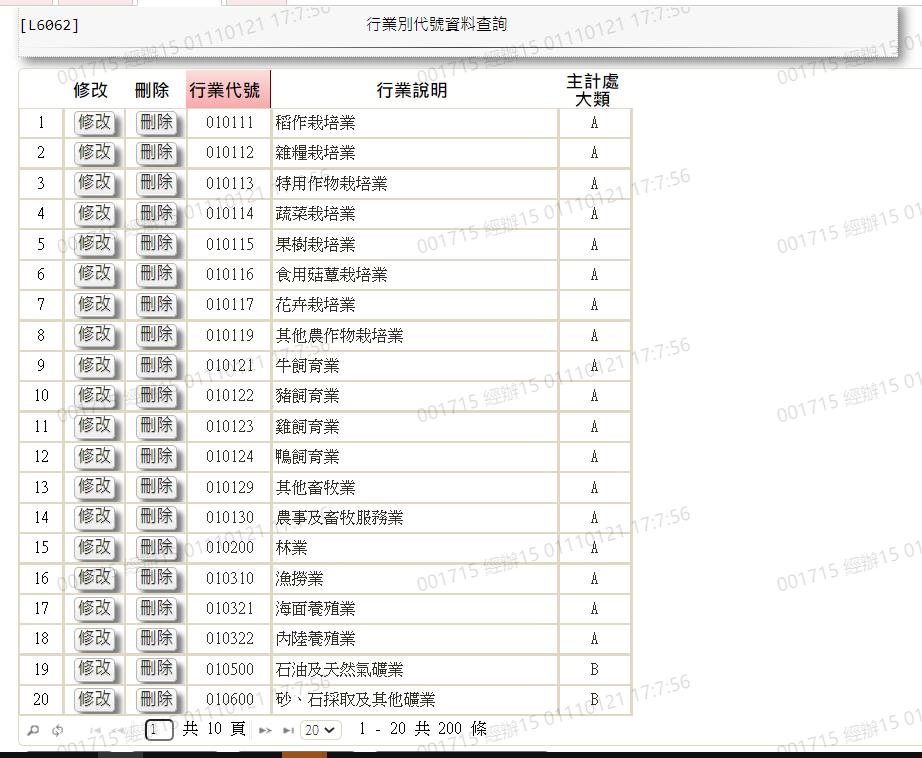 [L6062] 行業別代號資料查詢
修改 刪除 行業代號 行業說明 主計處
大類
1 修改 刪除 010111 稻作栽培業 A
2 修改 刪除 010112 雜糧栽培業 A
3 修改 刪除 010113 特用作物栽培業 A
4 修改 刪除 010114 蔬菜栽培業 A
5 修改 刪除 010115 果樹栽培業 A
6 修改 刪除 010116 食用菇蕈栽培業 A
7 修改 刪除 010117 花卉栽培業 A
8 修改 刪除 010119 其他農作物栽培業 A
9 修改 刪除 010121 牛飼育業 A
10 修改 刪除 010122 豬飼育業 A
11 修改 刪除 010123 雞飼育業 A
12 修改 刪除 010124 鴨飼育業 A
13 修改 刪除 010129 其他畜牧業 A
14 修改 刪除 010130 農事及畜牧服務業 A
15 修改 刪除 010200 林業 A
16 修改 刪除 010310 漁撈業 A
17 修改 刪除 010321 海面養殖業 A
18 修改 刪除 010322 內陸養殖業 A
19 修改 刪除 010500 石油及天然氣礦業 B
20 修改 刪除 010600 砂、石採取及其他礦業 B
1 共 10 頁 20 1 - 20 共 200 條
001715 經辦15 01110121 17:7:56